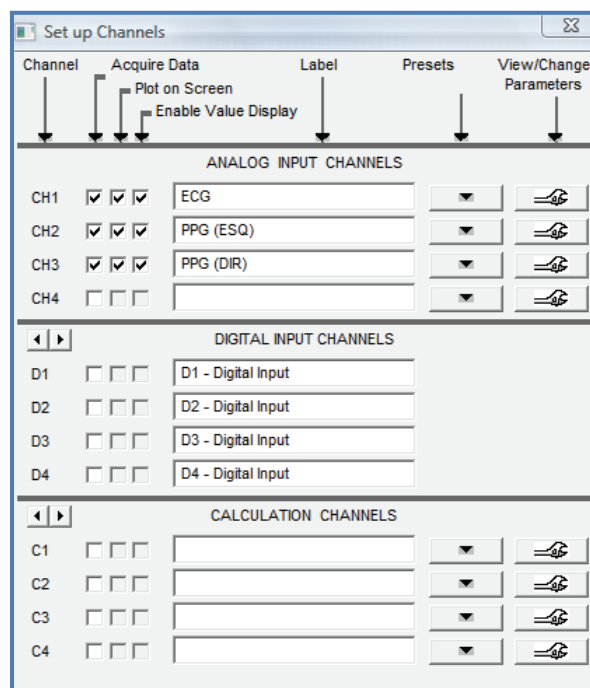 Set up Channels
Channel Acquire Data Label Presets View/Change
Plot on Screen Parameters
Enable Value Display
ANALOG INPUT CHANNELS
CH1 ECG
CH2 PPG (ESQ)
CH3 PPG (DIR)
CH4
DIGITAL INPUT CHANNELS
D1 D1 - Digital Input
D2 D2 - Digital Input
D3 D3 - Digital Input
D4 D4 - Digital Input
CALCULATION CHANNELS
C1
C2
C3
C4